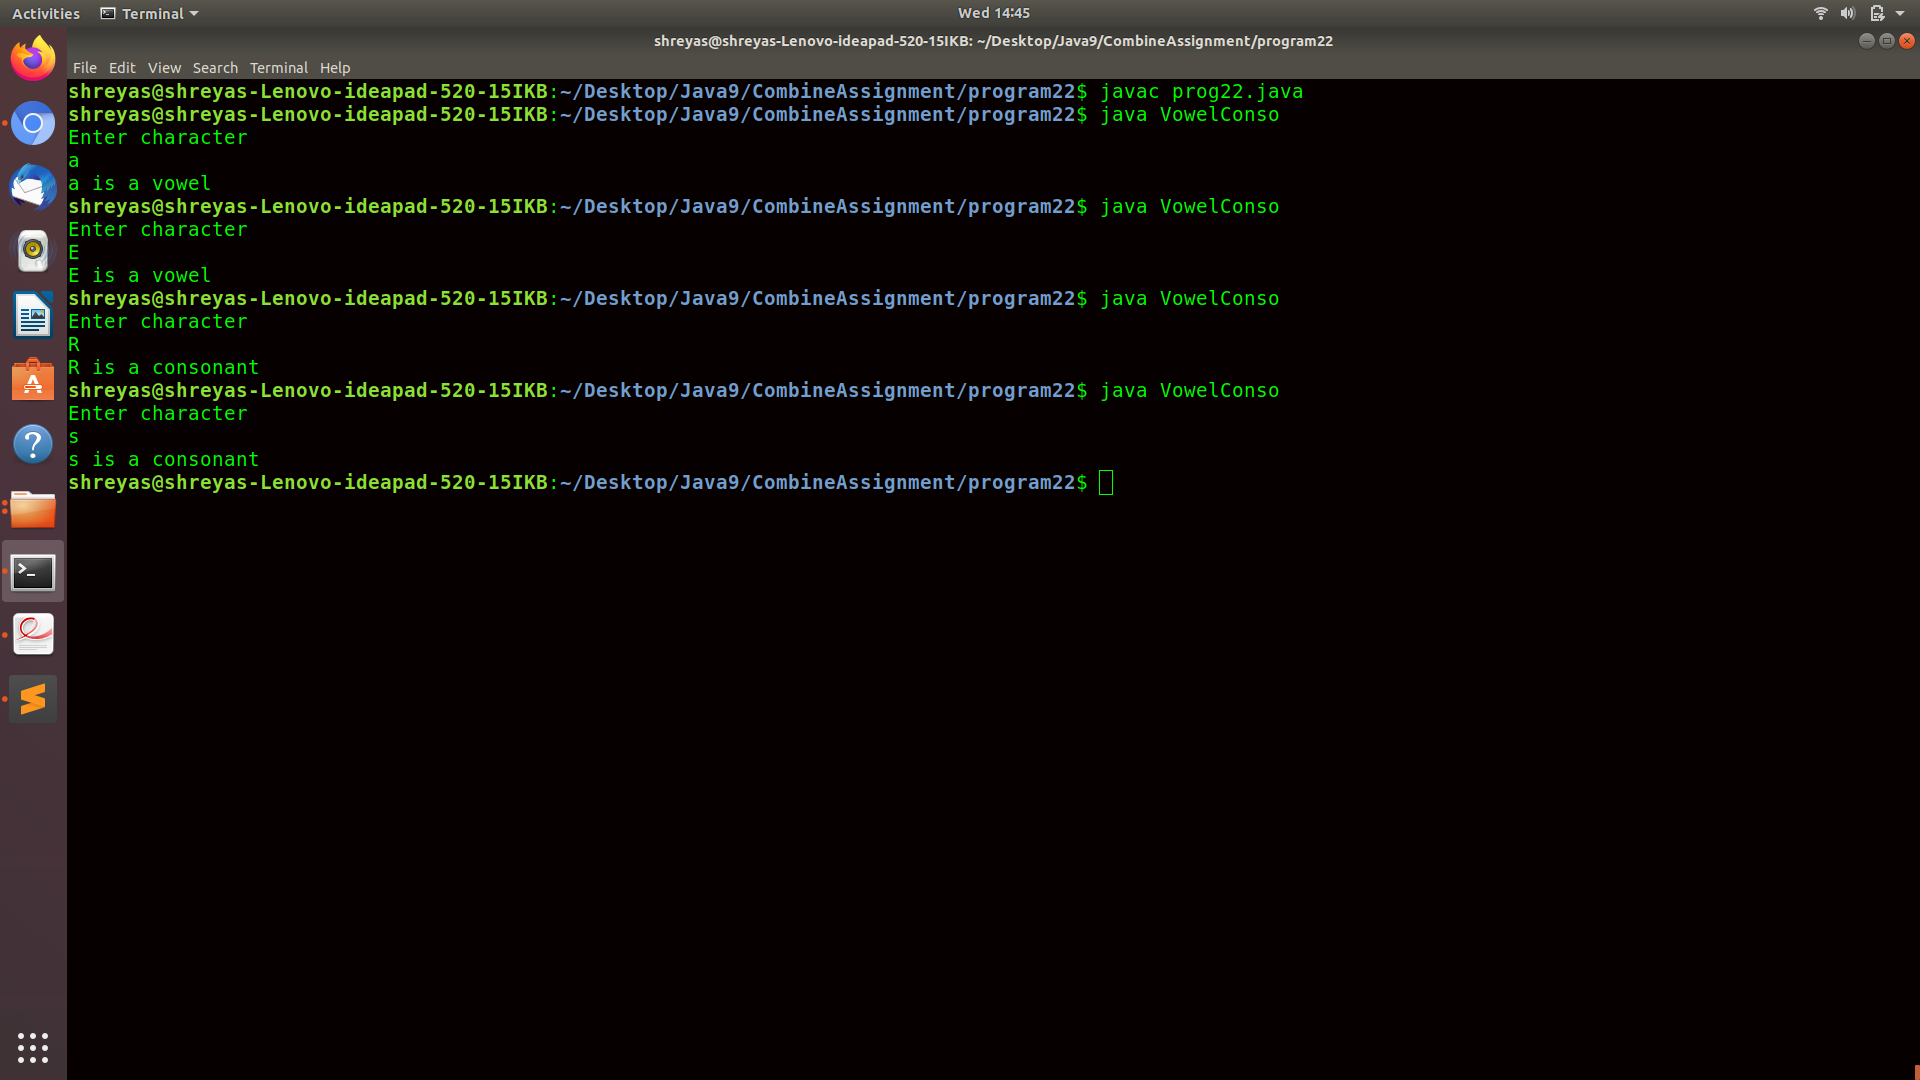 Activities Terminal Wed 14:45
shreyas@shreyas-Lenovo-ideapad-520-15IKB: ~/Desktop/Java9/CombineAssignment/program22
File Edit View Search Terminal Help
shreyas@shreyas-Lenovo-ideapad-520-15IKB:~/Desktop/Java9/CombineAssignment/program22$ javac prog22.java
shreyas@shreyas-Lenovo-ideapad-520-15IKB:~/Desktop/Java9/CombineAssignment/program22$ java VowelConso
Enter character
a
a is a vowel
shreyas@shreyas-Lenovo-ideapad-520-15IKB:~/Desktop/Java9/CombineAssignment/program22$ java VowelConso
Enter character
E
E is a vowel
shreyas@shreyas-Lenovo-ideapad-520-15IKB:~/Desktop/Java9/CombineAssignment/program22$ java VowelConso
Enter character
R
R is a consonant
shreyas@shreyas-Lenovo-ideapad-520-15IKB:~/Desktop/Java9/CombineAssignment/program22$ java VowelConso
Enter character
s
s is a consonant
shreyas@shreyas-Lenovo-ideapad-520-15IKB:~/Desktop/Java9/CombineAssignment/program22$